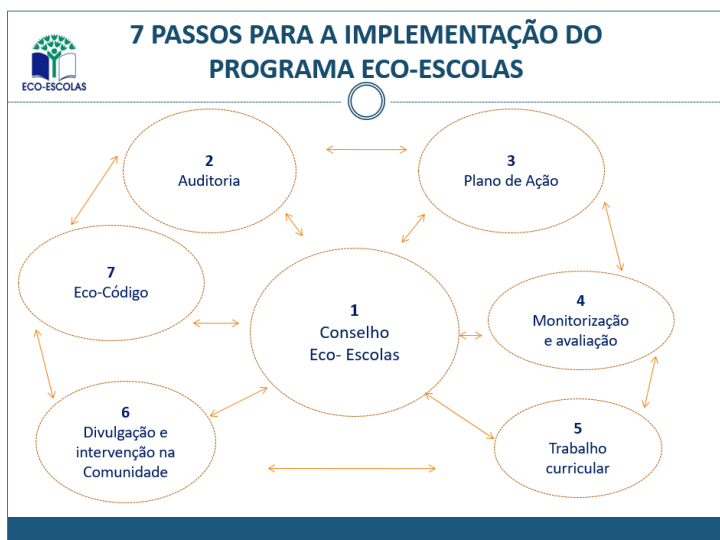 7 PASSOS PARA A IMPLEMENTAÇÃO DO
PROGRAMA ECO-ESCOLAS
ECO-ESCOLAS
2
Auditoria
3
Plano de Ação
7
Eco-Código
1
Conselho
Eco- Escolas
4
Monitorização
e avaliação
6
Divulgação e
intervenção na
Comunidade
5
Trabalho
curricular